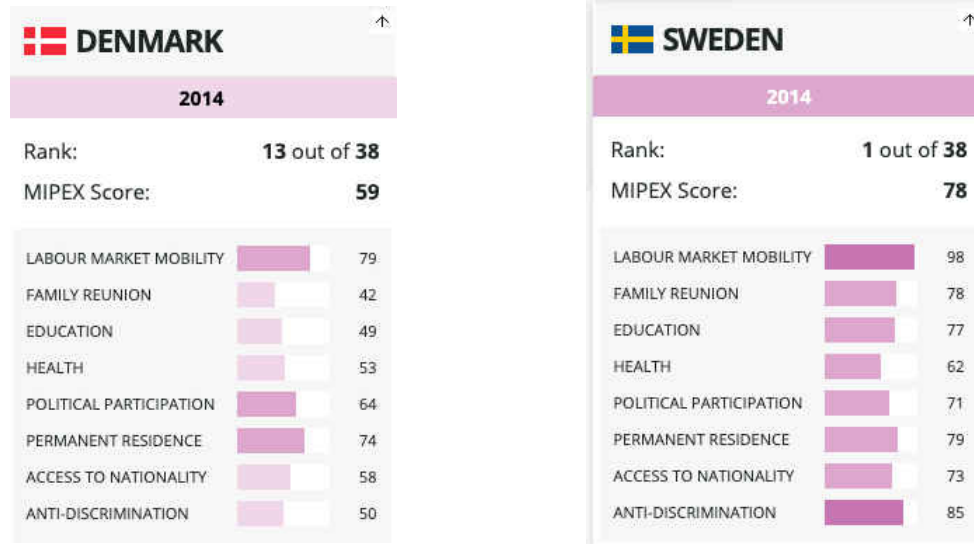 DENMARK
2014
Rank: 13 out of 38
MIPEX Score: 59
LABOUR MARKET MOBILITY 79
FAMILY REUNION 42
EDUCATION 49
HEALTH 53
POLITICAL PARTICIPATION 64
PERMANENT RESIDENCE 74
ACCESS TO NATIONALITY 58
ANTI-DISCRIMINATION 50
SWEDEN
2014
Rank: 1 out of 38
MIPEX Score: 78
LABOUR MARKET MOBILITY 98
FAMILY REUNION 78
EDUCATION 77
HEALTH 62
POLITICAL PARTICIPATION 71
PERMANENT RESIDENCE 79
ACCESS TO NATIONALITY 73
ANTI-DISCRIMINATION 85